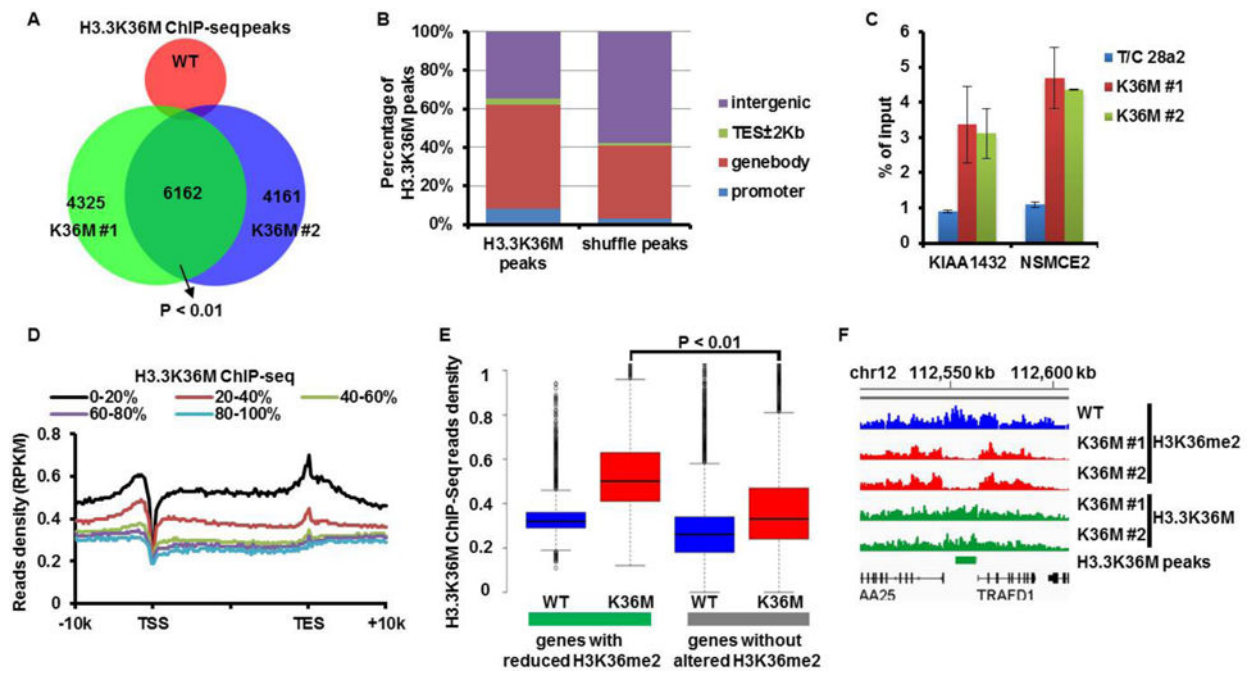 A
H3.3K36M ChIP-seq peaks
WT
4325
6162
4161
K36M #1
K36M #2
P < 0.01
B
Percentage of
H3.3K36M peaks
100%
80%
60%
40%
20%
0%
H3.3K36M
peaks
shuffle peaks
intergenic
TES±2Kb
genebody
promoter
C
% of input
6
5
4
3
2
1
0
KIAA1432
NSMCE2
T/C 28a2
K36M #1
K36M #2
D
H3.3K36M ChIP-seq
0-20%
20-40%
40-60%
60-80%
80-100%
Reads density (RPKM)
0.8
0.6
0.4
0.2
0.0
-10k
TSS
TES
+10k
E
P < 0.01
H3.3K36M ChIP-Seq reads density
1
0.8
0.6
0.4
0.2
0
WT
K36M
WT
K36M
genes with
reduced H3K36me2
genes without
altered H3K36me2
F
chr12
112,550 kb
112,600 kb
WT
K36M #1
K36M #2
H3K36me2
K36M #1
K36M #2
H3.3K36M
H3.3K36M peaks
AA25
TRAFD1